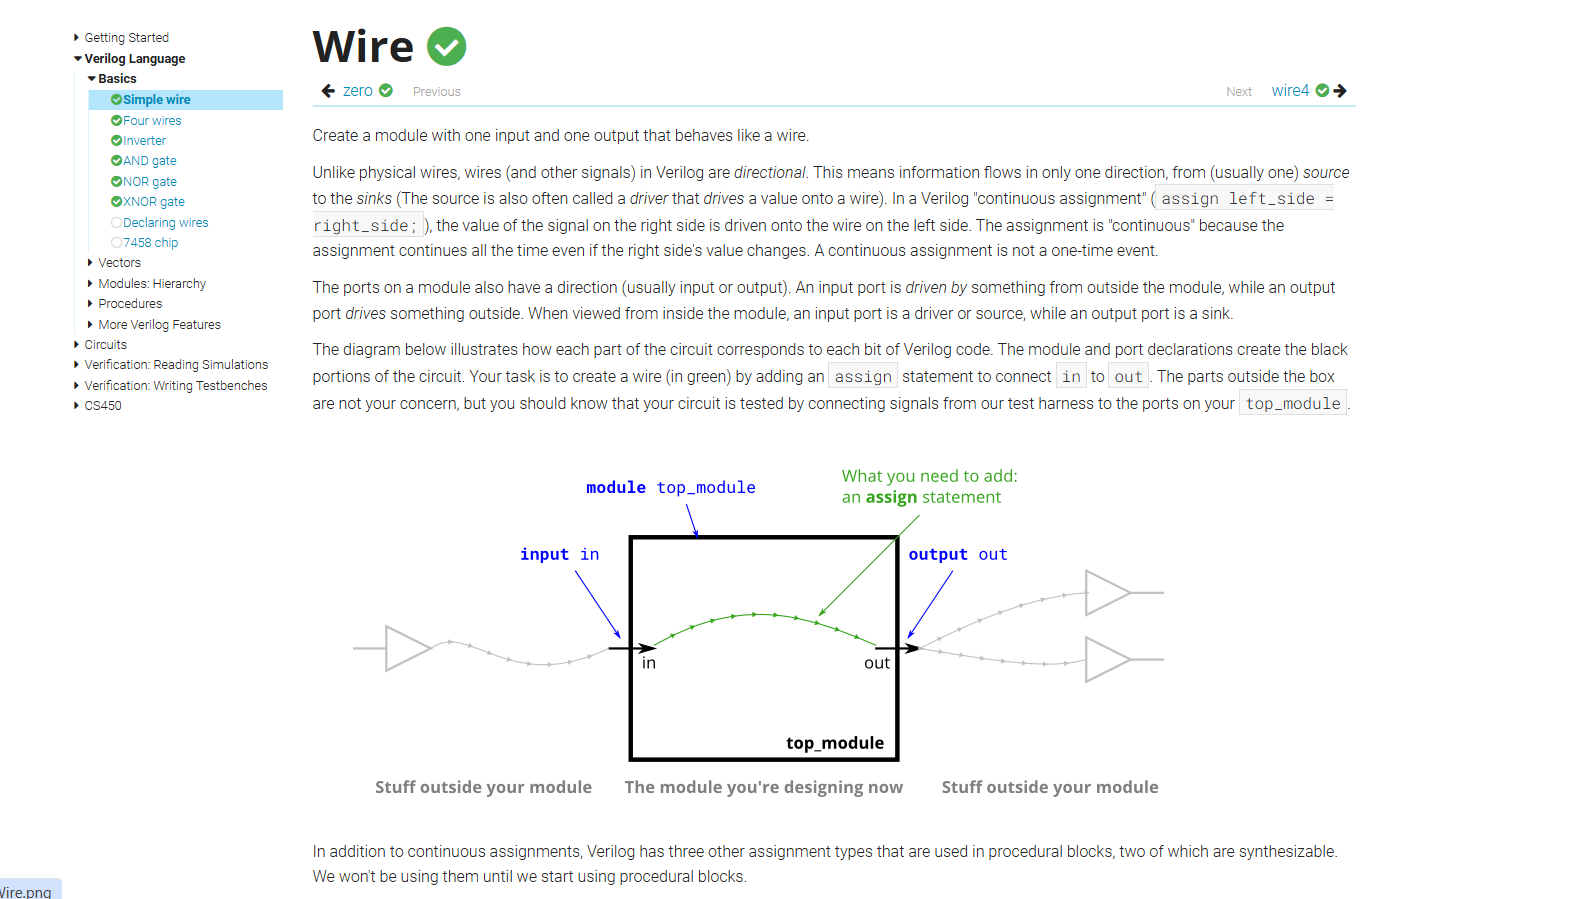 Getting Started
Verilog Language
Basics
Simple wire
Four wires
Inverter
AND gate
NOR gate
XNOR gate
Declaring wires
7458 chip
Vectors
Modules: Hierarchy
Procedures
More Verilog Features
Circuits
Verification: Reading Simulations
Verification: Writing Testbenches
CS450
Wire
zero Previous
Next wire4
Create a module with one input and one output that behaves like a wire.
Unlike physical wires, wires (and other signals) in Verilog are directional. This means information flows in only one direction, from (usually one) source
to the sinks (The source is also often called a driver that drives a value onto a wire). In a Verilog "continuous assignment" (assign left_side =
right_side;), the value of the signal on the right side is driven onto the wire on the left side. The assignment is "continuous" because the
assignment continues all the time even if the right side's value changes. A continuous assignment is not a one-time event.
The ports on a module also have a direction (usually input or output). An input port is driven by something from outside the module, while an output
port drives something outside. When viewed from inside the module, an input port is a driver or source, while an output port is a sink.
The diagram below illustrates how each part of the circuit corresponds to each bit of Verilog code. The module and port declarations create the black
portions of the circuit. Your task is to create a wire (in green) by adding an assign statement to connect in to out. The parts outside the box
are not your concern, but you should know that your circuit is tested by connecting signals from our test harness to the ports on your top_module.
What you need to add:
an assign statement
module top_module
input in
output out
in
out
top_module
Stuff outside your module
The module you're designing now
Stuff outside your module
In addition to continuous assignments, Verilog has three other assignment types that are used in procedural blocks, two of which are synthesizable.
We won't be using them until we start using procedural blocks.
Wire.png